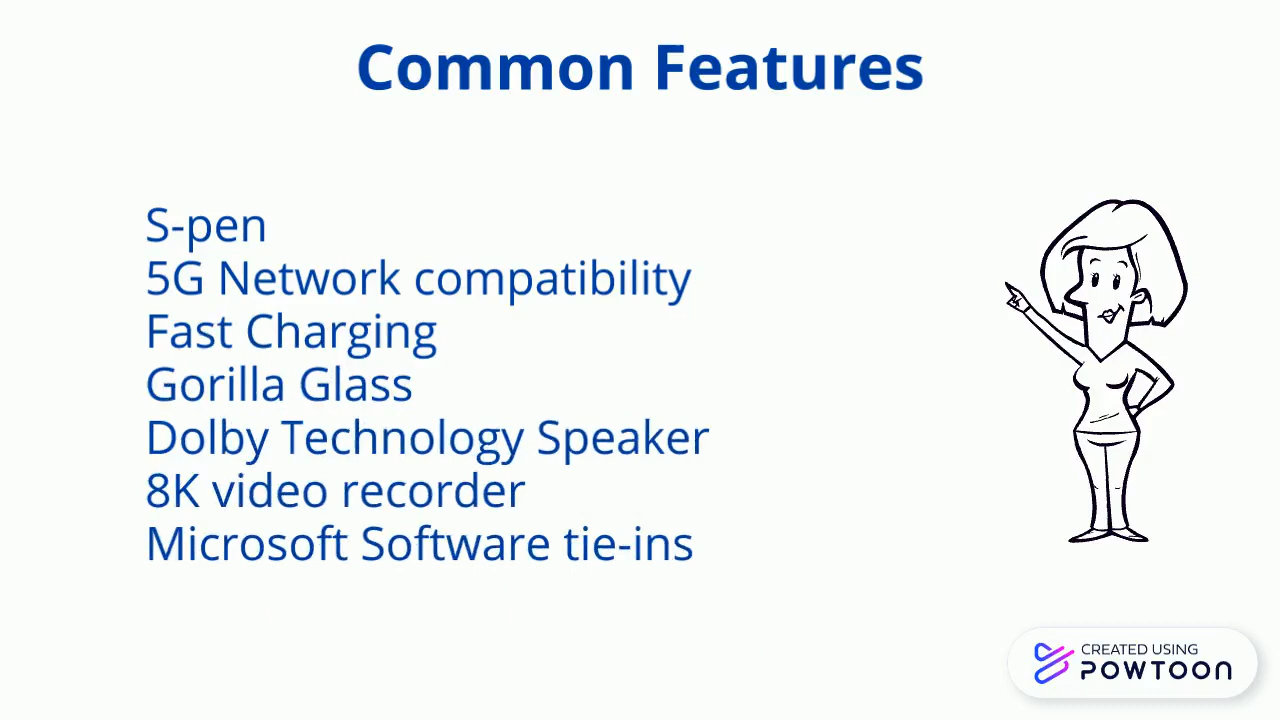 Common Features
S-pen
5G Network compatibility
Fast Charging
Gorilla Glass
Dolby Technology Speaker
8K video recorder
Microsoft Software tie-ins
CREATED USING
POWTOON